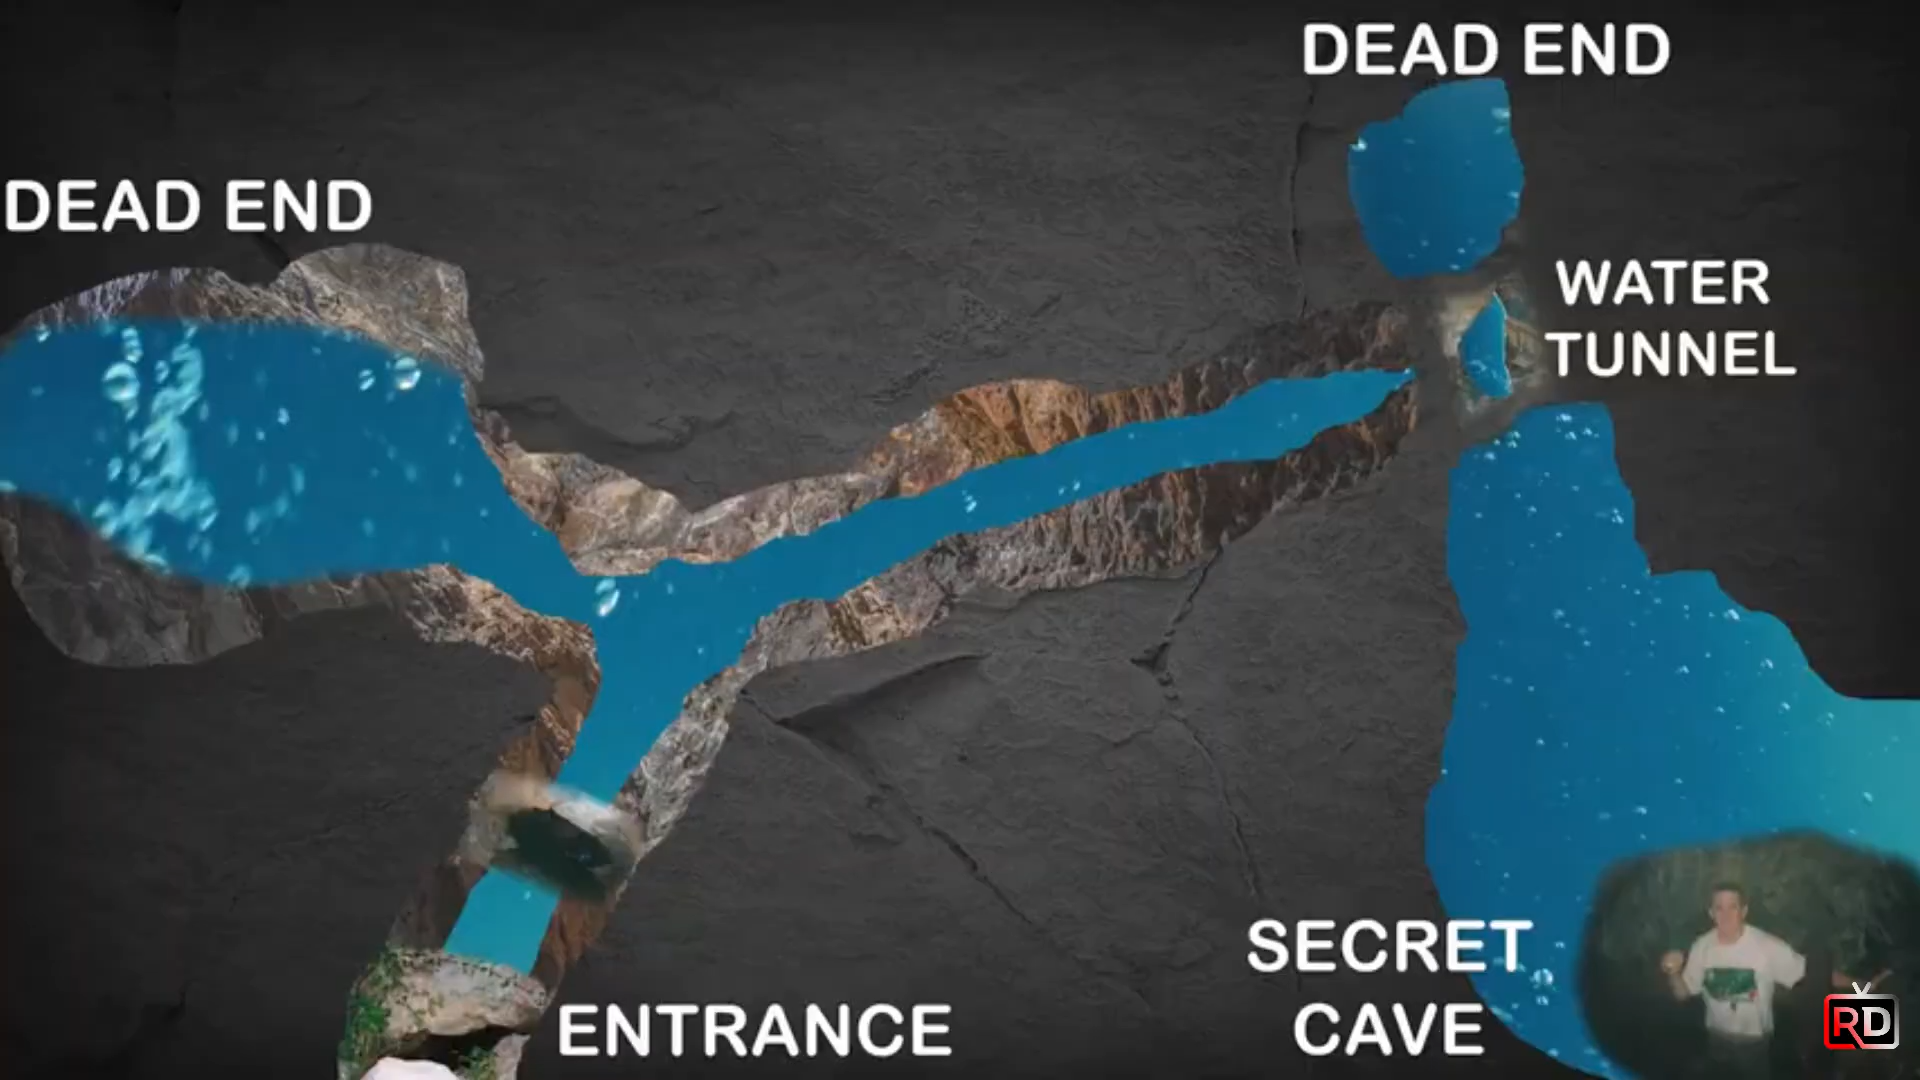 DEAD END
DEAD END
WATER
TUNNEL
SECRET
CAVE
ENTRANCE
RD